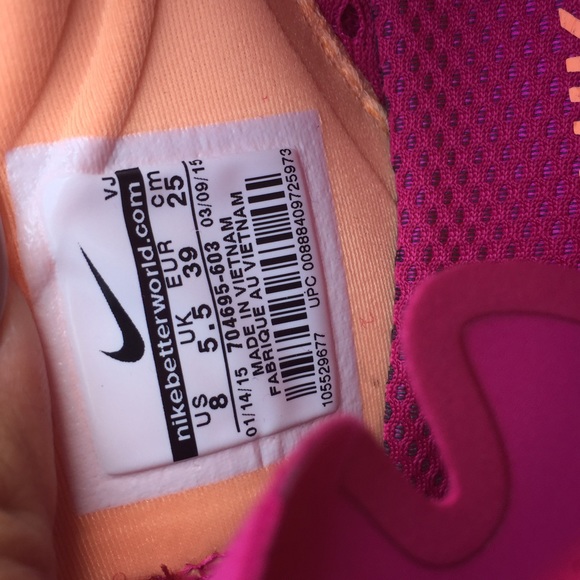 VJ
nikebetterworld.com
US UK EUR cm
8 5.5 39 25
01/14/15 03/09/15
704695-603
MADE IN VIETNAM
FABRIQUE AU VIETNAM
UPC 00888409725973
105529677